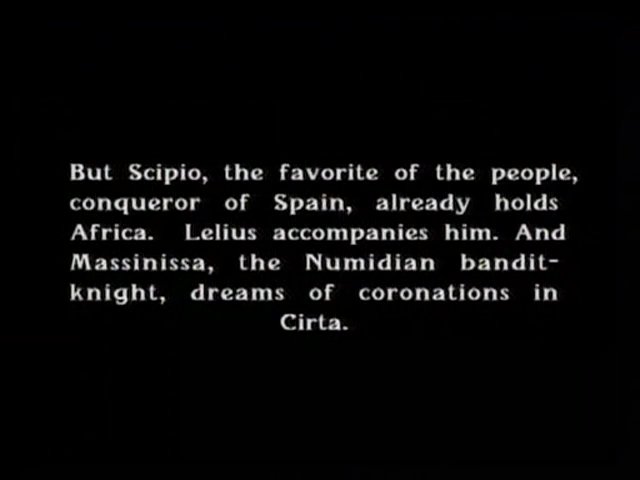 But Scipio, the favorite of the people,
conqueror of Spain, already holds
Africa. Lelius accompanies him. And
Massinissa, the Numidian bandit-
knight, dreams of coronations in
Cirta.